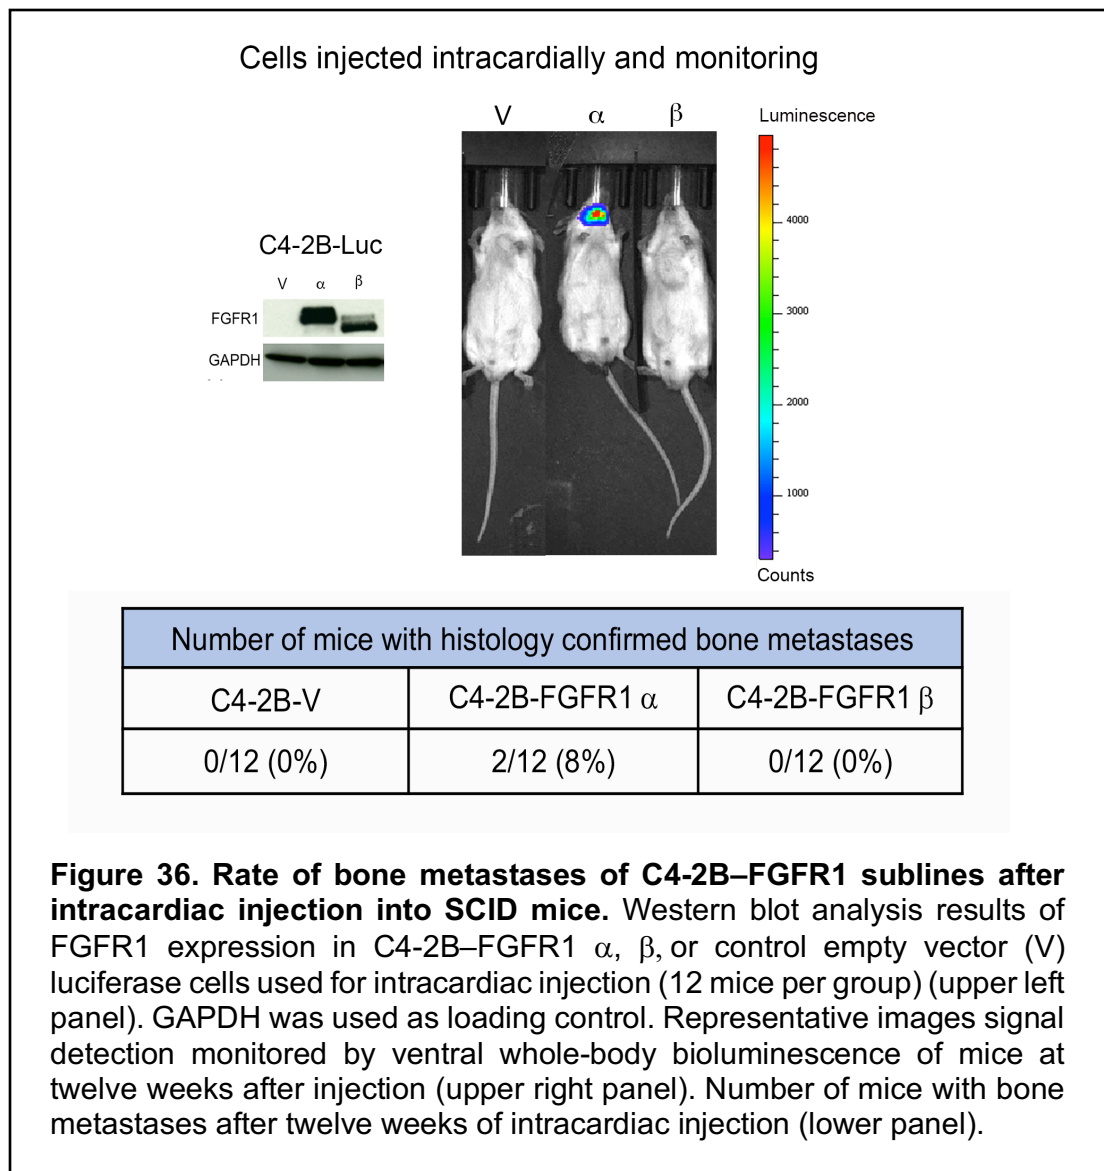 Cells injected intracardially and monitoring
V α β
Luminescence
4000
3000
2000
1000
Counts
C4-2B-Luc
V α β
FGFR1
GAPDH
Number of mice with histology confirmed bone metastases
C4-2B-V C4-2B-FGFR1 α C4-2B-FGFR1 β
0/12 (0%) 2/12 (8%) 0/12 (0%)
Figure 36. Rate of bone metastases of C4-2B–FGFR1 sublines after
intracardiac injection into SCID mice. Western blot analysis results of
FGFR1 expression in C4-2B–FGFR1 α, β, or control empty vector (V)
luciferase cells used for intracardiac injection (12 mice per group) (upper left
panel). GAPDH was used as loading control. Representative images signal
detection monitored by ventral whole-body bioluminescence of mice at
twelve weeks after injection (upper right panel). Number of mice with bone
metastases after twelve weeks of intracardiac injection (lower panel).